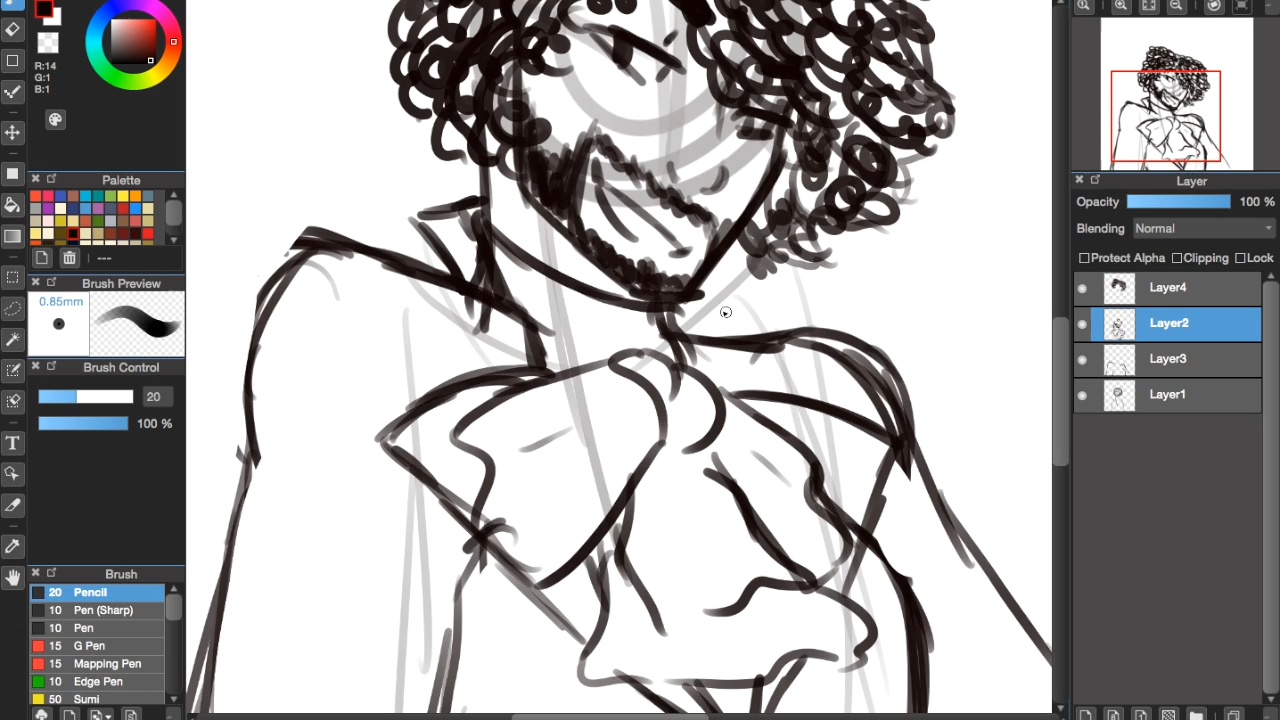 R:14
G:1
B:1
Palette
---
Brush Preview
0.85mm
Brush Control
20
100 %
Brush
20 Pencil
10 Pen (Sharp)
10 Pen
15 G Pen
15 Mapping Pen
10 Edge Pen
50 Sumi
T
Layer
Opacity 100 %
Blending Normal
Protect Alpha Clipping Lock
Layer4
Layer2
Layer3
Layer1